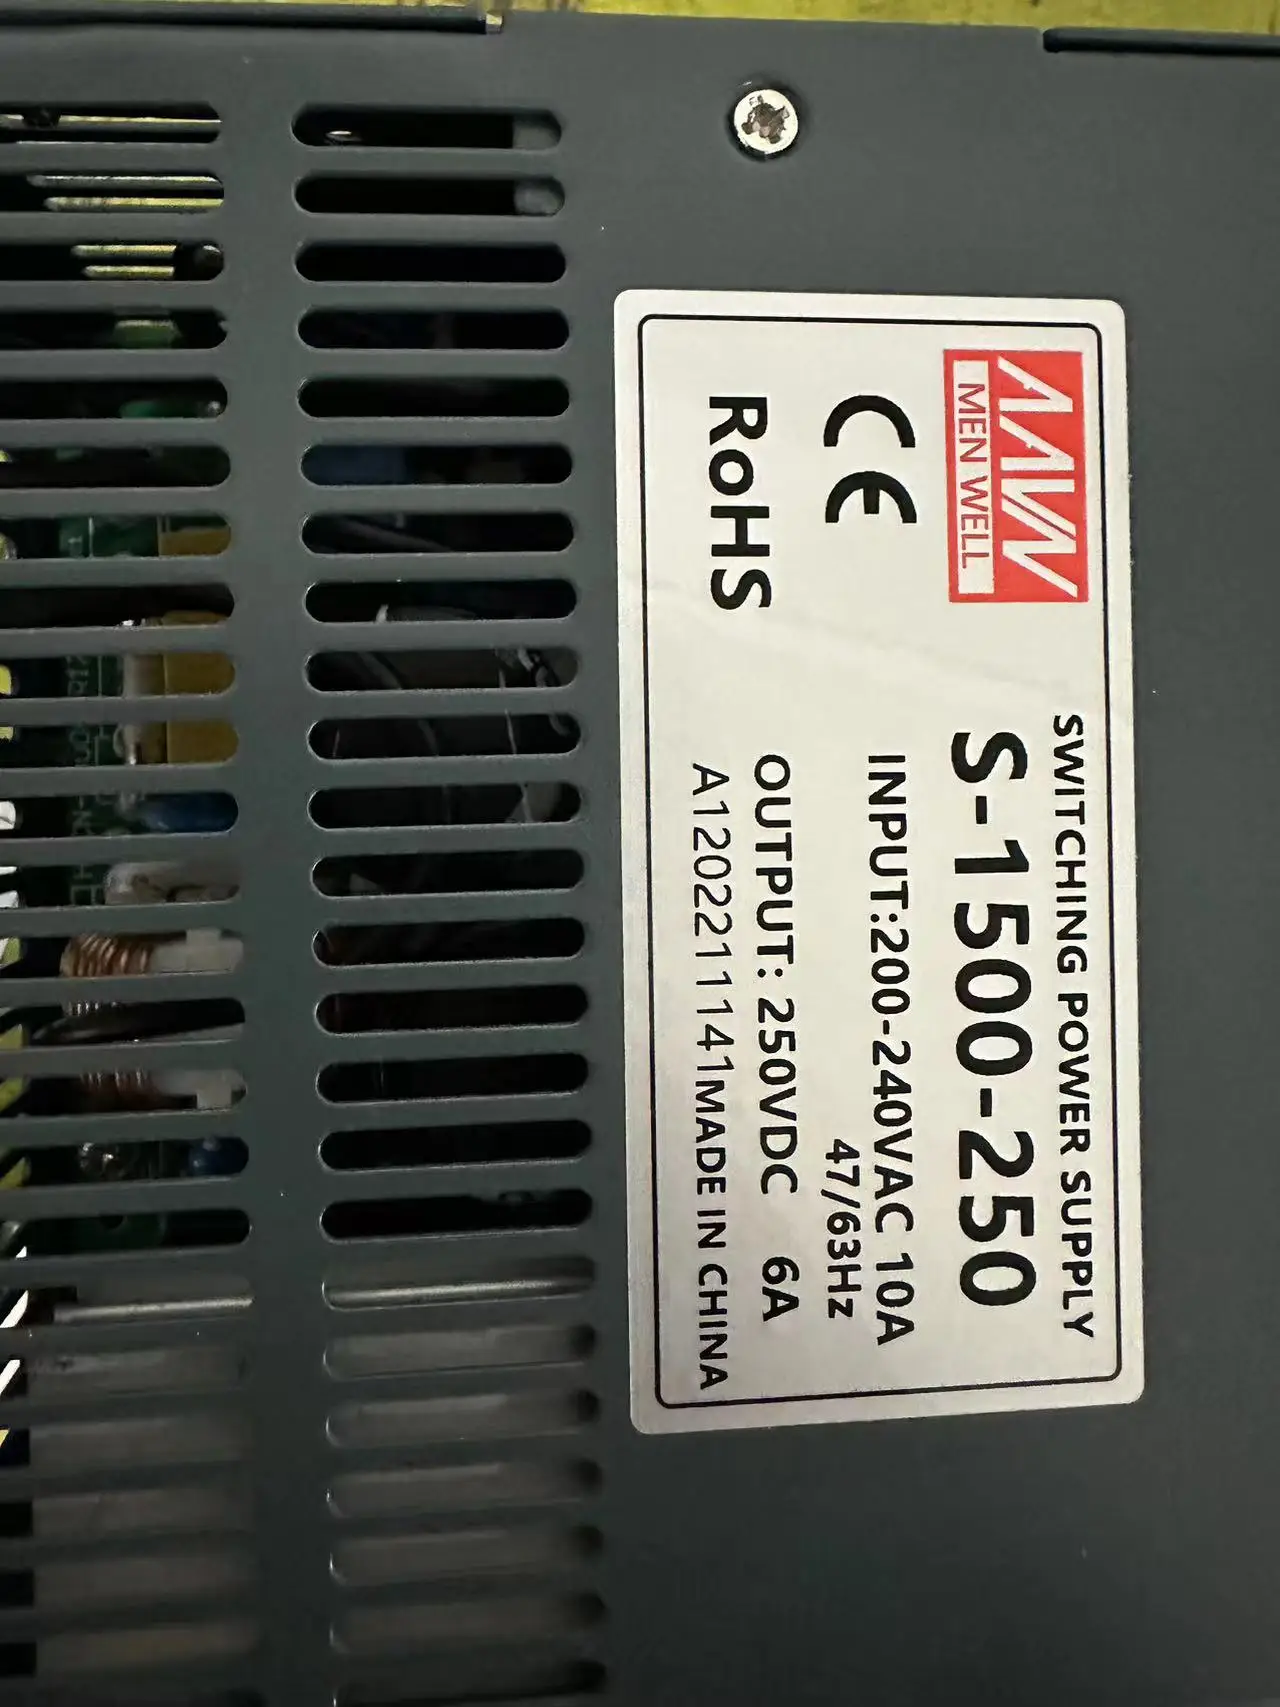 MEN WELL
SWITCHING POWER SUPPLY
S-1500-250
CE
INPUT:200-240VAC 10A
47/63Hz
RoHS
OUTPUT: 250VDC 6A
A1202211141MADE IN CHINA